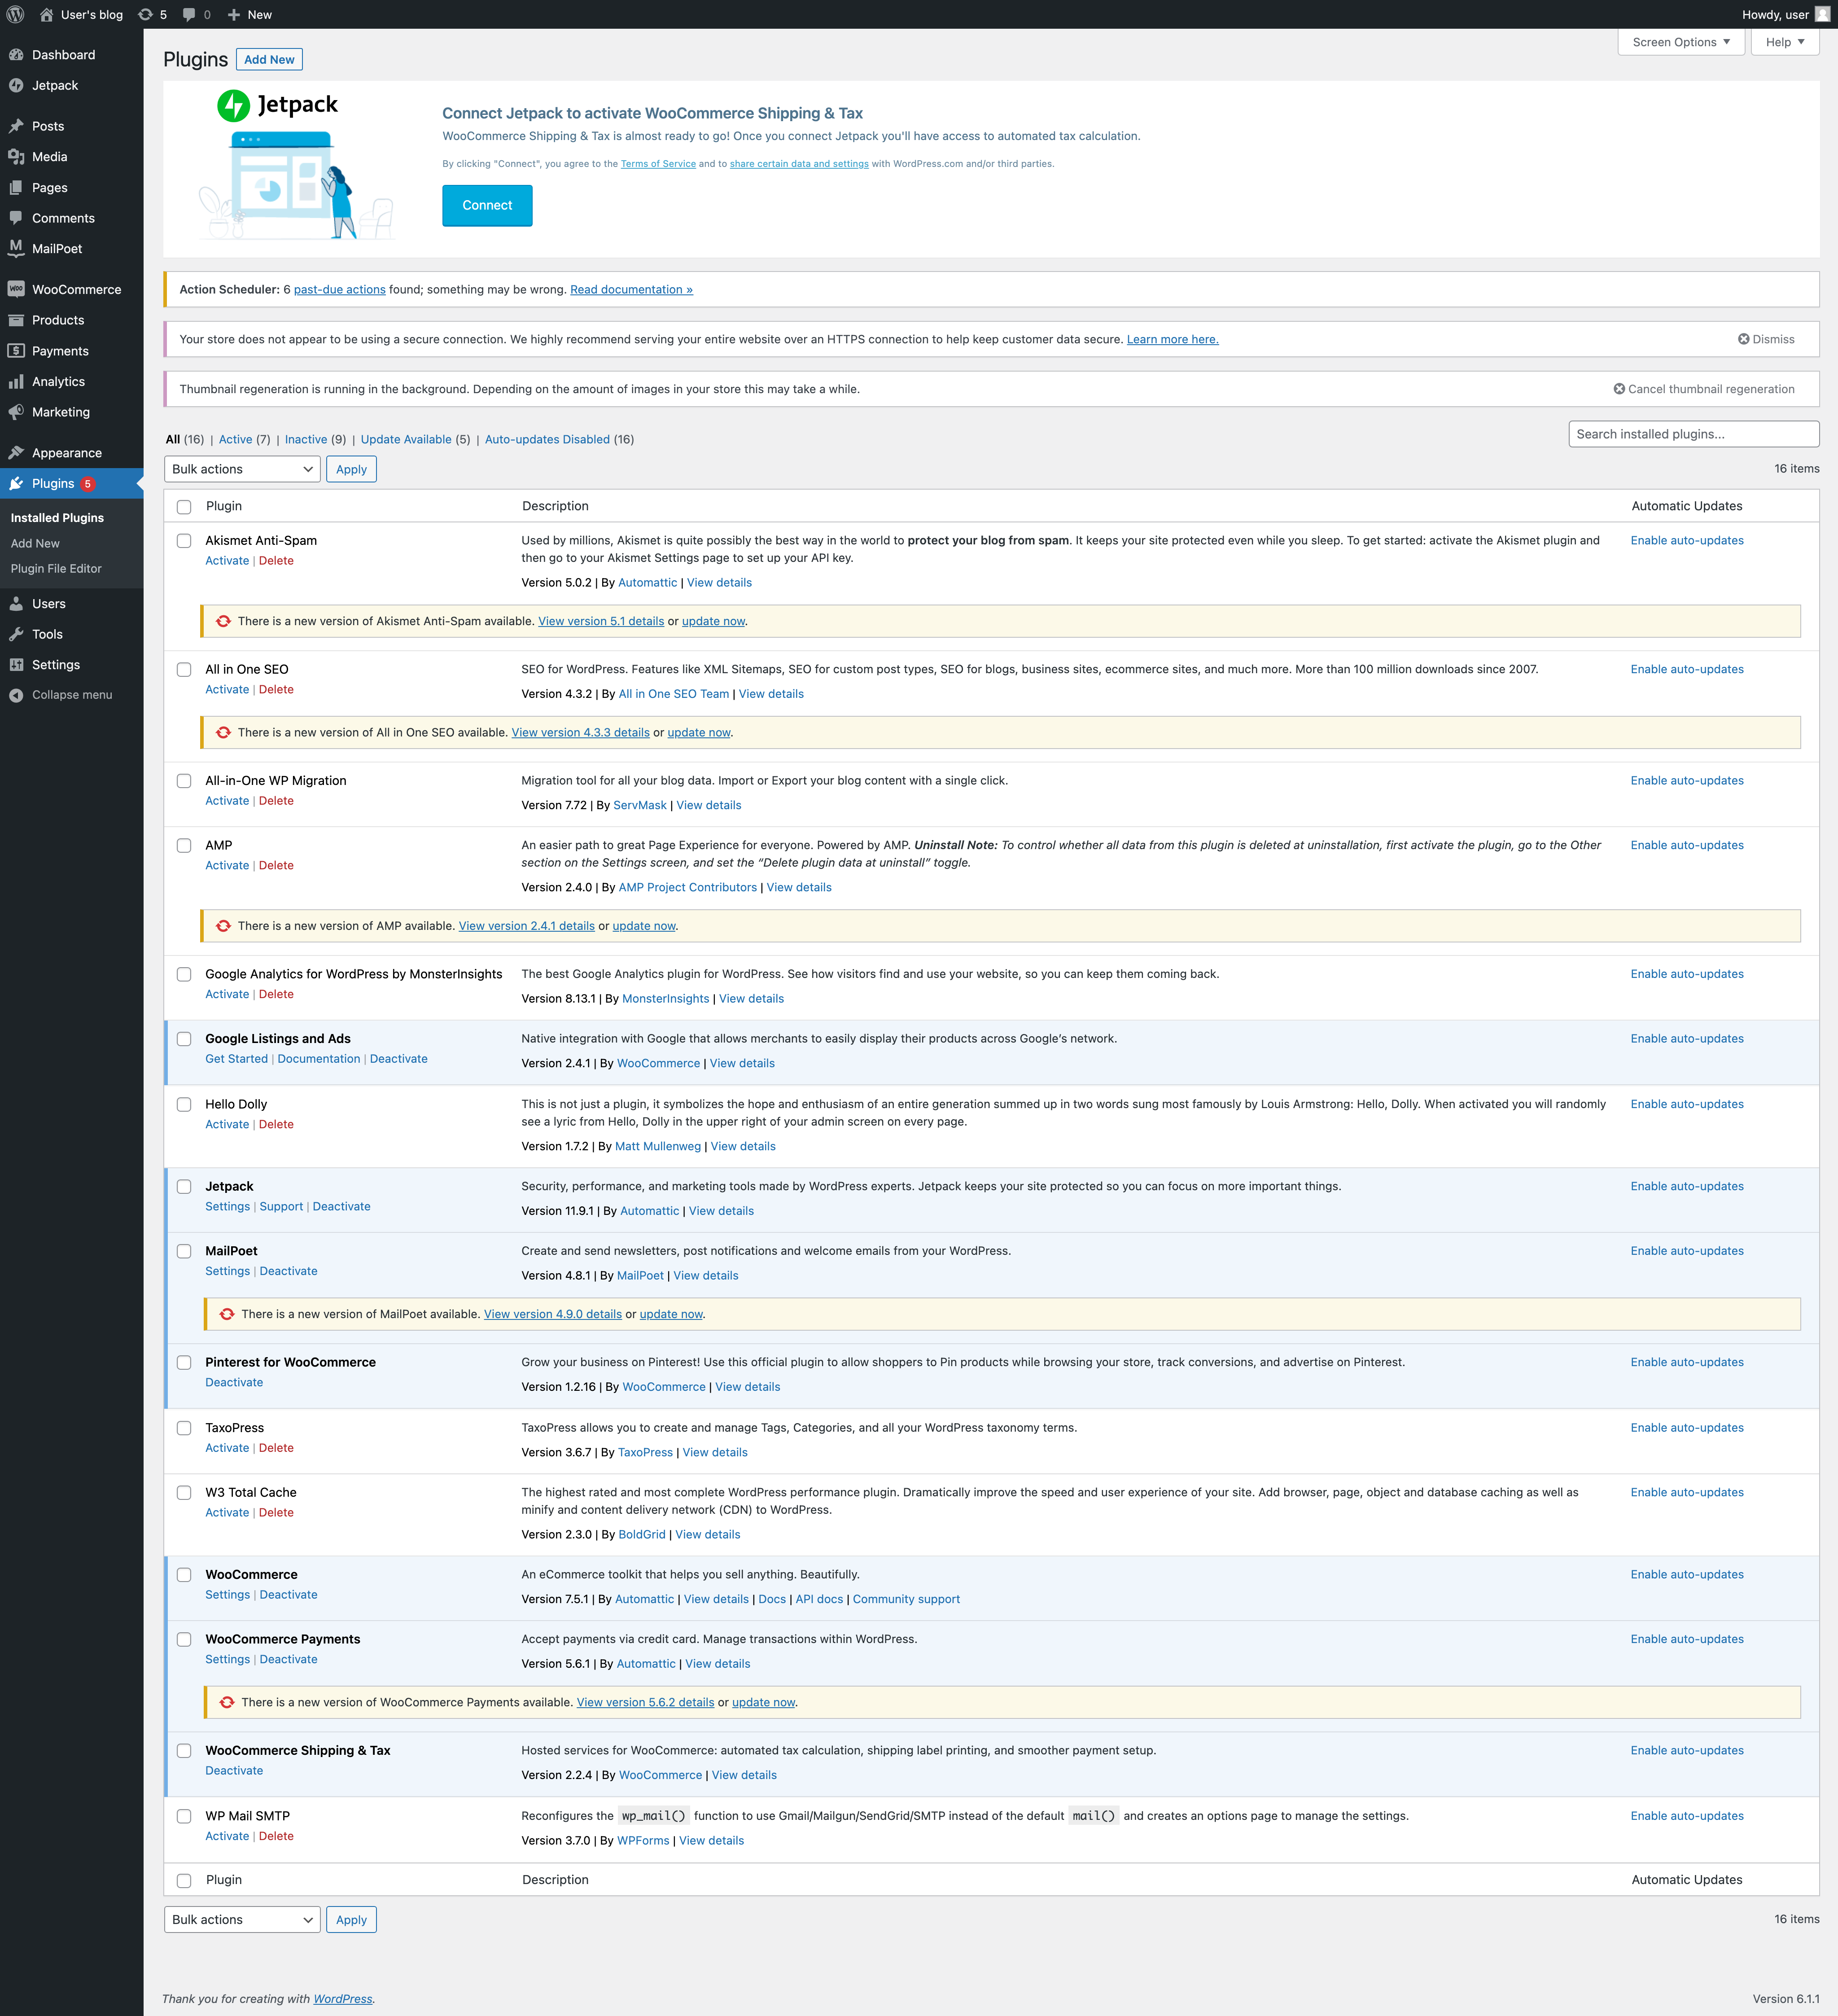 User's blog 5 0 New Howdy, user
Dashboard
Jetpack
Posts
Media
Pages
Comments
MailPoet
WooCommerce
Products
Payments
Analytics
Marketing
Appearance
Plugins 5
Installed Plugins
Add New
Plugin File Editor
Users
Tools
Settings
Collapse menu
Screen Options Help
Plugins Add New
Jetpack
Connect Jetpack to activate WooCommerce Shipping & Tax
WooCommerce Shipping & Tax is almost ready to go! Once you connect Jetpack you'll have access to automated tax calculation.
By clicking "Connect", you agree to the Terms of Service and to share certain data and settings with WordPress.com and/or third parties.
Connect
Action Scheduler: 6 past-due actions found; something may be wrong. Read documentation »
Your store does not appear to be using a secure connection. We highly recommend serving your entire website over an HTTPS connection to help keep customer data secure. Learn more here. Dismiss
Thumbnail regeneration is running in the background. Depending on the amount of images in your store this may take a while. Cancel thumbnail regeneration
All (16) | Active (7) | Inactive (9) | Update Available (5) | Auto-updates Disabled (16)
Search installed plugins...
Bulk actions Apply 16 items
Plugin Description Automatic Updates
Akismet Anti-Spam
Activate | Delete
Used by millions, Akismet is quite possibly the best way in the world to protect your blog from spam. It keeps your site protected even while you sleep. To get started: activate the Akismet plugin and
then go to your Akismet Settings page to set up your API key.
Version 5.0.2 | By Automattic | View details
Enable auto-updates
There is a new version of Akismet Anti-Spam available. View version 5.1 details or update now.
All in One SEO
Activate | Delete
SEO for WordPress. Features like XML Sitemaps, SEO for custom post types, SEO for blogs, business sites, ecommerce sites, and much more. More than 100 million downloads since 2007.
Version 4.3.2 | By All in One SEO Team | View details
Enable auto-updates
There is a new version of All in One SEO available. View version 4.3.3 details or update now.
All-in-One WP Migration
Activate | Delete
Migration tool for all your blog data. Import or Export your blog content with a single click.
Version 7.72 | By ServMask | View details
Enable auto-updates
AMP
Activate | Delete
An easier path to great Page Experience for everyone. Powered by AMP. Uninstall Note: To control whether all data from this plugin is deleted at uninstallation, first activate the plugin, go to the Other
section on the Settings screen, and set the “Delete plugin data at uninstall” toggle.
Version 2.4.0 | By AMP Project Contributors | View details
Enable auto-updates
There is a new version of AMP available. View version 2.4.1 details or update now.
Google Analytics for WordPress by MonsterInsights
Activate | Delete
The best Google Analytics plugin for WordPress. See how visitors find and use your website, so you can keep them coming back.
Version 8.13.1 | By MonsterInsights | View details
Enable auto-updates
Google Listings and Ads
Get Started | Documentation | Deactivate
Native integration with Google that allows merchants to easily display their products across Google’s network.
Version 2.4.1 | By WooCommerce | View details
Enable auto-updates
Hello Dolly
Activate | Delete
This is not just a plugin, it symbolizes the hope and enthusiasm of an entire generation summed up in two words sung most famously by Louis Armstrong: Hello, Dolly. When activated you will randomly
see a lyric from Hello, Dolly in the upper right of your admin screen on every page.
Version 1.7.2 | By Matt Mullenweg | View details
Enable auto-updates
Jetpack
Settings | Support | Deactivate
Security, performance, and marketing tools made by WordPress experts. Jetpack keeps your site protected so you can focus on more important things.
Version 11.9.1 | By Automattic | View details
Enable auto-updates
MailPoet
Settings | Deactivate
Create and send newsletters, post notifications and welcome emails from your WordPress.
Version 4.8.1 | By MailPoet | View details
Enable auto-updates
There is a new version of MailPoet available. View version 4.9.0 details or update now.
Pinterest for WooCommerce
Deactivate
Grow your business on Pinterest! Use this official plugin to allow shoppers to Pin products while browsing your store, track conversions, and advertise on Pinterest.
Version 1.2.16 | By WooCommerce | View details
Enable auto-updates
TaxoPress
Activate | Delete
TaxoPress allows you to create and manage Tags, Categories, and all your WordPress taxonomy terms.
Version 3.6.7 | By TaxoPress | View details
Enable auto-updates
W3 Total Cache
Activate | Delete
The highest rated and most complete WordPress performance plugin. Dramatically improve the speed and user experience of your site. Add browser, page, object and database caching as well as
minify and content delivery network (CDN) to WordPress.
Version 2.3.0 | By BoldGrid | View details
Enable auto-updates
WooCommerce
Settings | Deactivate
An eCommerce toolkit that helps you sell anything. Beautifully.
Version 7.5.1 | By Automattic | View details | Docs | API docs | Community support
Enable auto-updates
WooCommerce Payments
Settings | Deactivate
Accept payments via credit card. Manage transactions within WordPress.
Version 5.6.1 | By Automattic | View details
Enable auto-updates
There is a new version of WooCommerce Payments available. View version 5.6.2 details or update now.
WooCommerce Shipping & Tax
Deactivate
Hosted services for WooCommerce: automated tax calculation, shipping label printing, and smoother payment setup.
Version 2.2.4 | By WooCommerce | View details
Enable auto-updates
WP Mail SMTP
Activate | Delete
Reconfigures the wp_mail() function to use Gmail/Mailgun/SendGrid/SMTP instead of the default mail() and creates an options page to manage the settings.
Version 3.7.0 | By WPForms | View details
Enable auto-updates
Plugin Description Automatic Updates
Bulk actions Apply 16 items
Thank you for creating with WordPress. Version 6.1.1